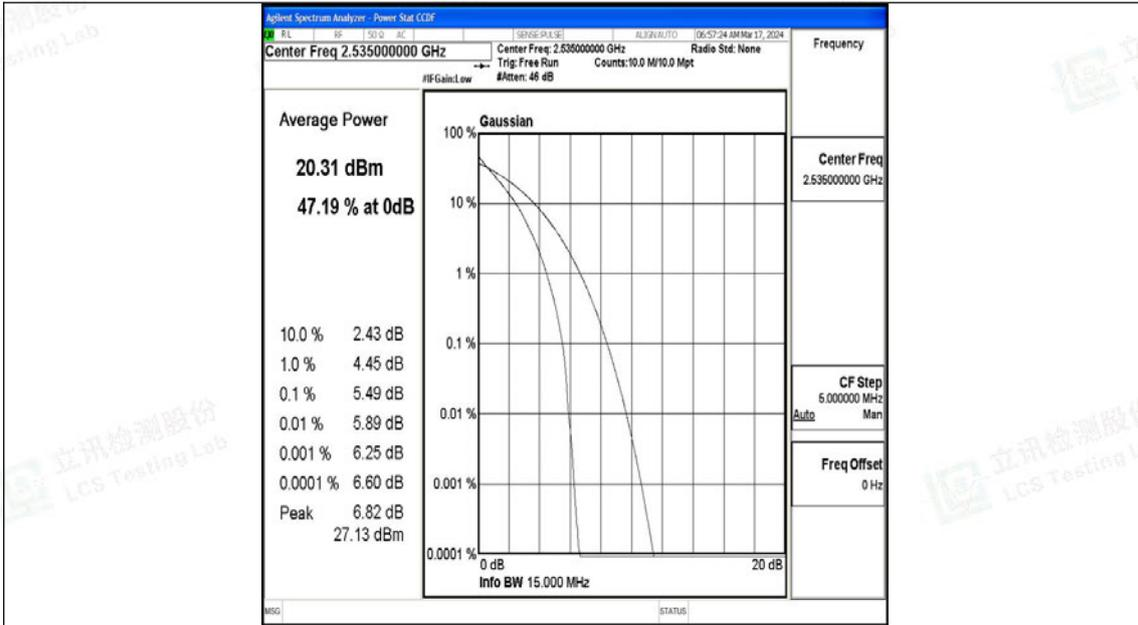 Agilent Spectrum Analyzer - Power Stat CCDF
RL RF 50 Ω AC SENSE:PULSE ALIGN AUTO 06:57:24 AM Mar 17, 2024
Center Freq 2.535000000 GHz
Center Freq: 2.535000000 GHz Radio Std: None
Trig: Free Run Counts:10.0 M/10.0 Mpt
#IFGain:Low #Atten: 46 dB
Frequency
Average Power
20.31 dBm
47.19 % at 0dB
10.0 % 2.43 dB
1.0 % 4.45 dB
0.1 % 5.49 dB
0.01 % 5.89 dB
0.001 % 6.25 dB
0.0001 % 6.60 dB
Peak 6.82 dB
27.13 dBm
Gaussian
100 %
10 %
1 %
0.1 %
0.01 %
0.001 %
0.0001 %
0 dB 20 dB
Info BW 15.000 MHz
Center Freq
2.535000000 GHz
CF Step
5.000000 MHz
Auto Man
Freq Offset
0 Hz
MSG STATUS
立讯检测股份
LCS Testing Lab
立讯检测股
LCS Testing L